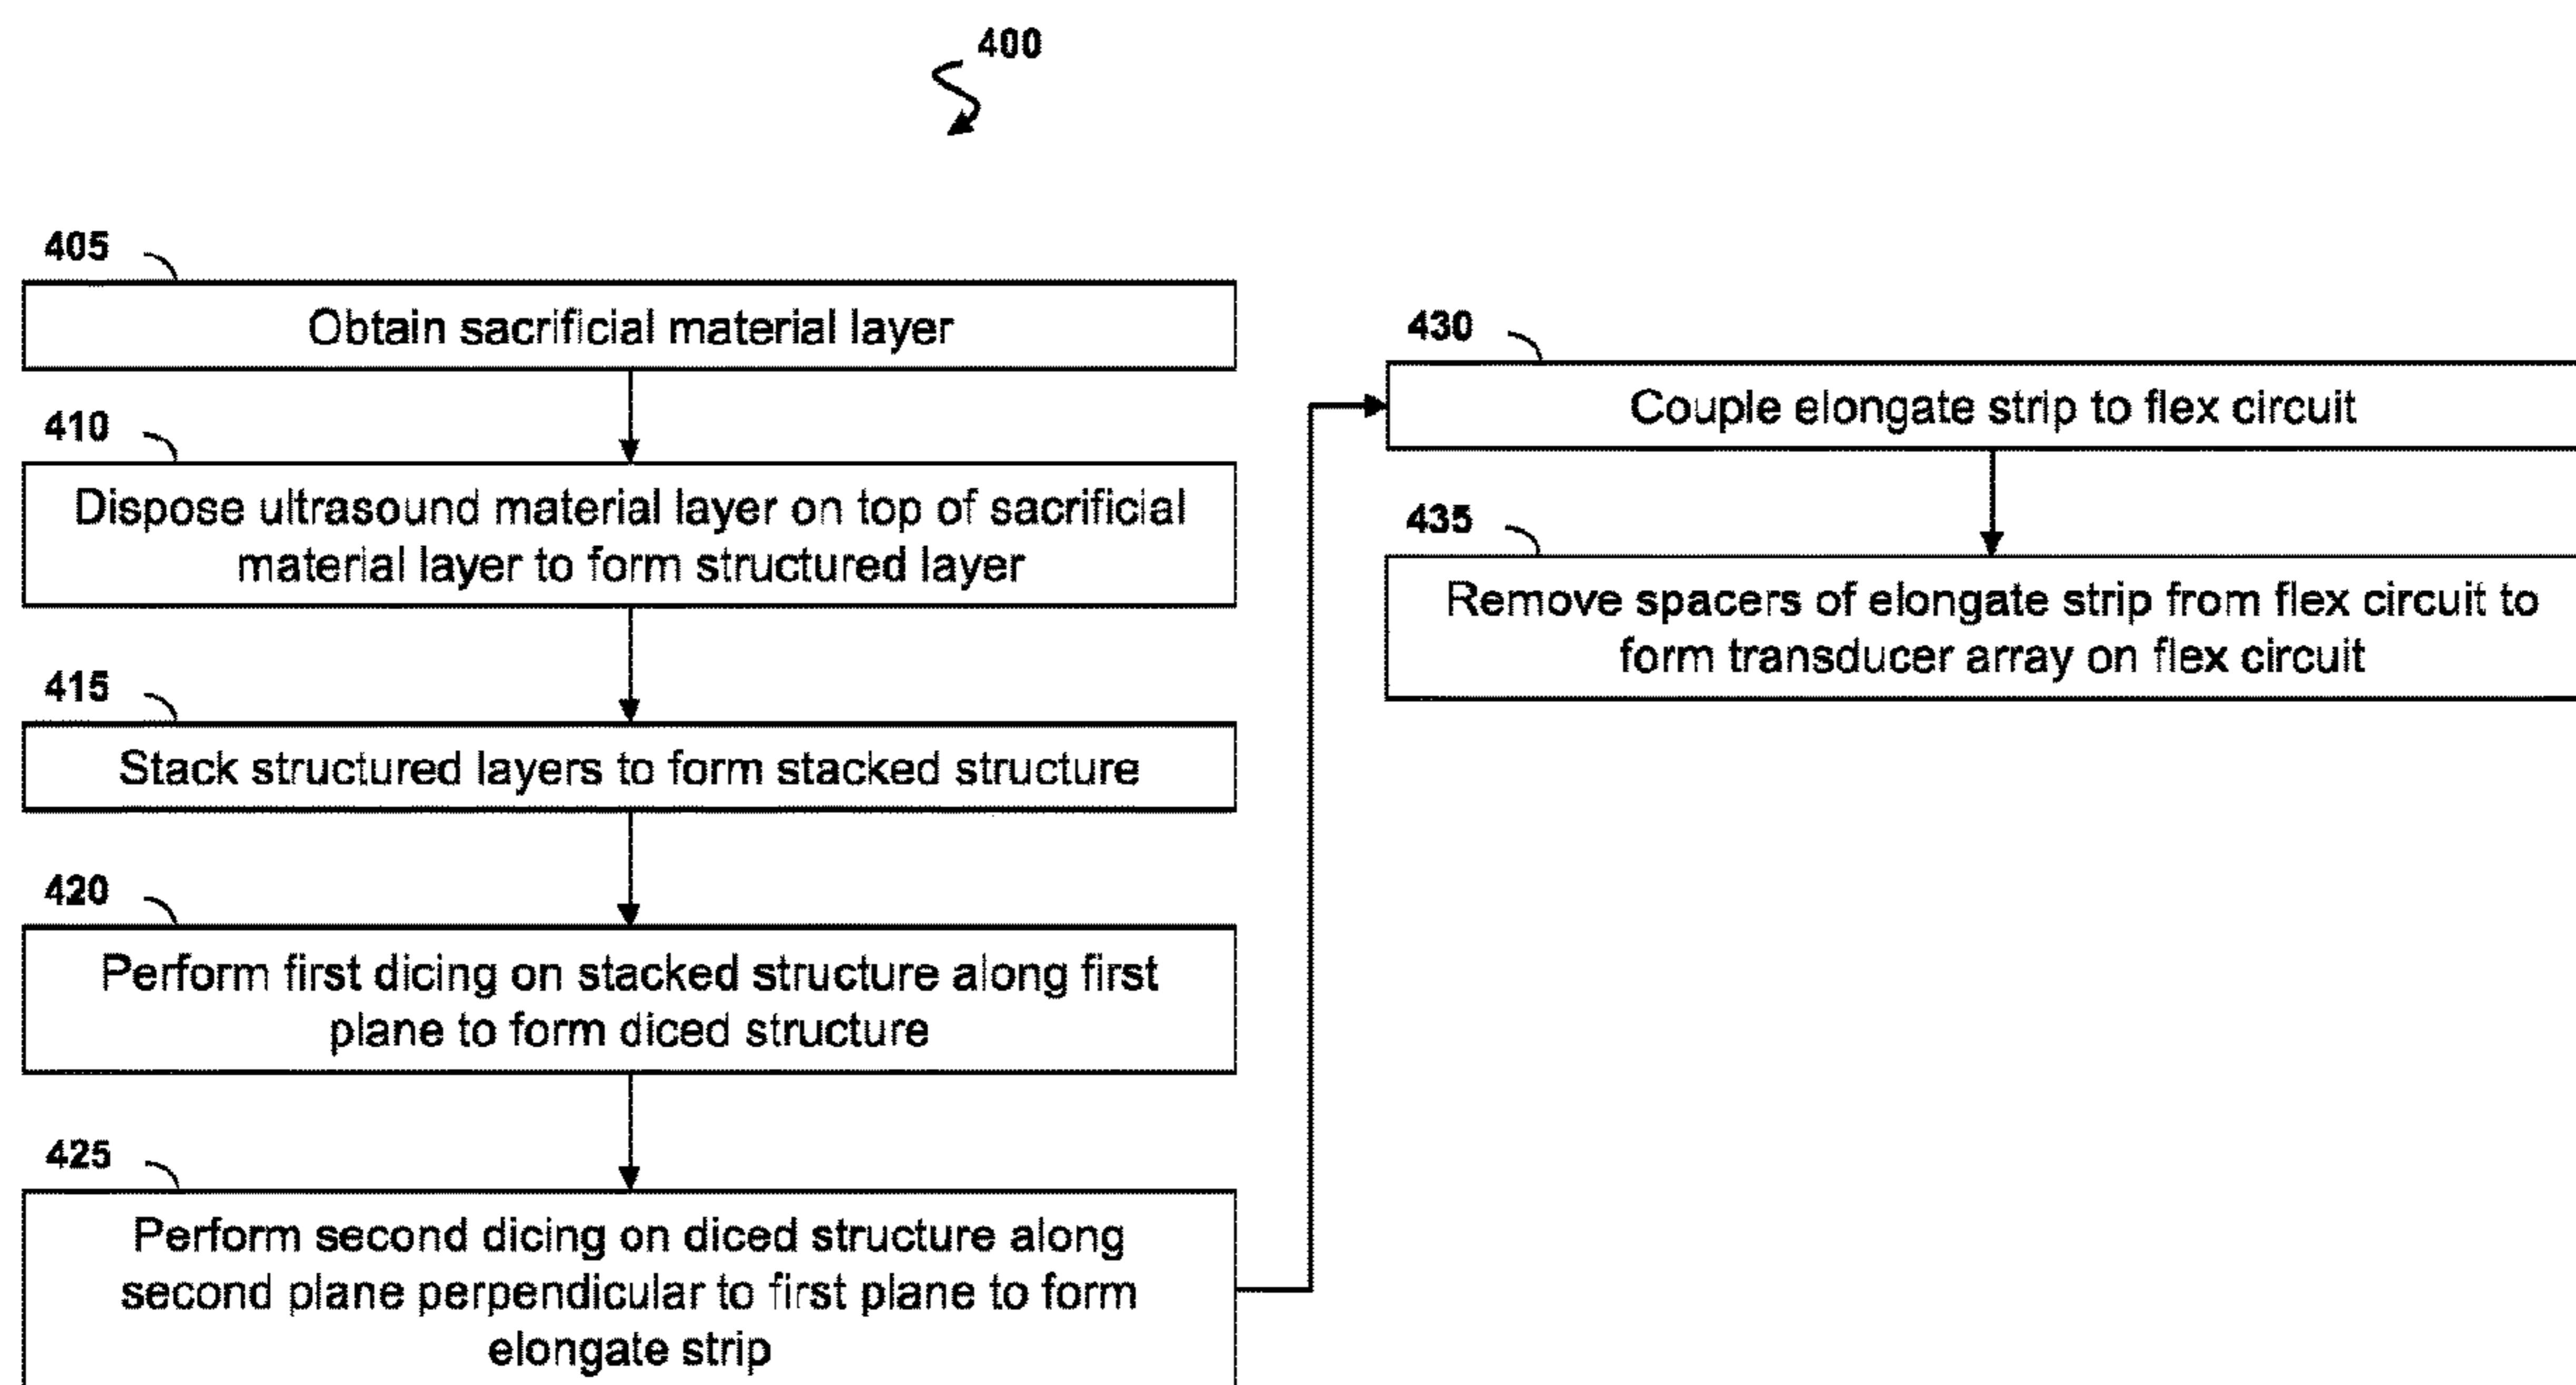 400
405
Obtain sacrificial material layer
410
Dispose ultrasound material layer on top of sacrificial
material layer to form structured layer
415
Stack structured layers to form stacked structure
420
Perform first dicing on stacked structure along first
plane to form diced structure
425
Perform second dicing on diced structure along
second plane perpendicular to first plane to form
elongate strip
430
Couple elongate strip to flex circuit
435
Remove spacers of elongate strip from flex circuit to
form transducer array on flex circuit